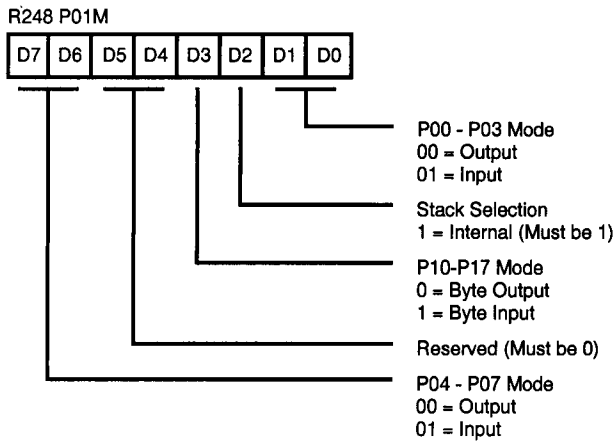 R248 P01M
D7 D6 D5 D4 D3 D2 D1 D0
P00 - P03 Mode
00 = Output
01 = Input
Stack Selection
1 = Internal (Must be 1)
P10-P17 Mode
0 = Byte Output
1 = Byte Input
Reserved (Must be 0)
P04 - P07 Mode
00 = Output
01 = Input